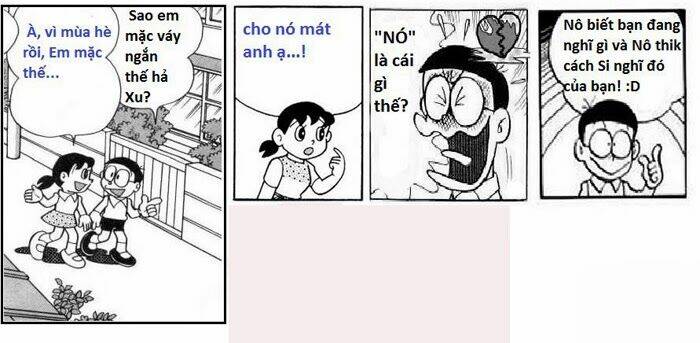 Sao em
mặc váy
ngắn
thế hả
Xu?
À, vì mùa hè
rồi, Em mặc
thế...
cho nó mát
anh ạ...!
"NÓ"
là cái
gì
thế?
Nô biết bạn đang
nghĩ gì và Nô thik
cách Si nghĩ đó
của bạn! :D